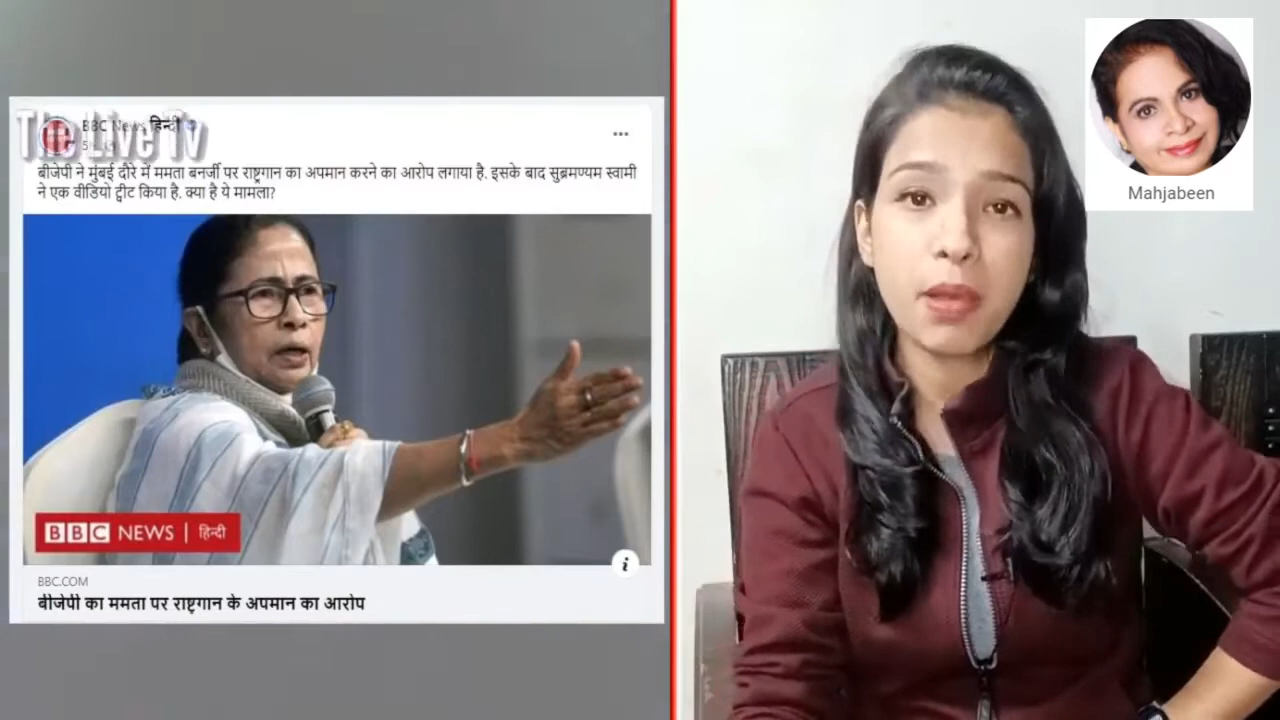 The Live Tv
BBC News हिन्दी
बीजेपी ने मुंबई दौरे में ममता बनर्जी पर राष्ट्रगान का अपमान करने का आरोप लगाया है. इसके बाद सुब्रमण्यम स्वामी
ने एक वीडियो ट्वीट किया है. क्या है ये मामला?
BBC NEWS | हिन्दी
BBC.COM
बीजेपी का ममता पर राष्ट्रगान के अपमान का आरोप
Mahjabeen